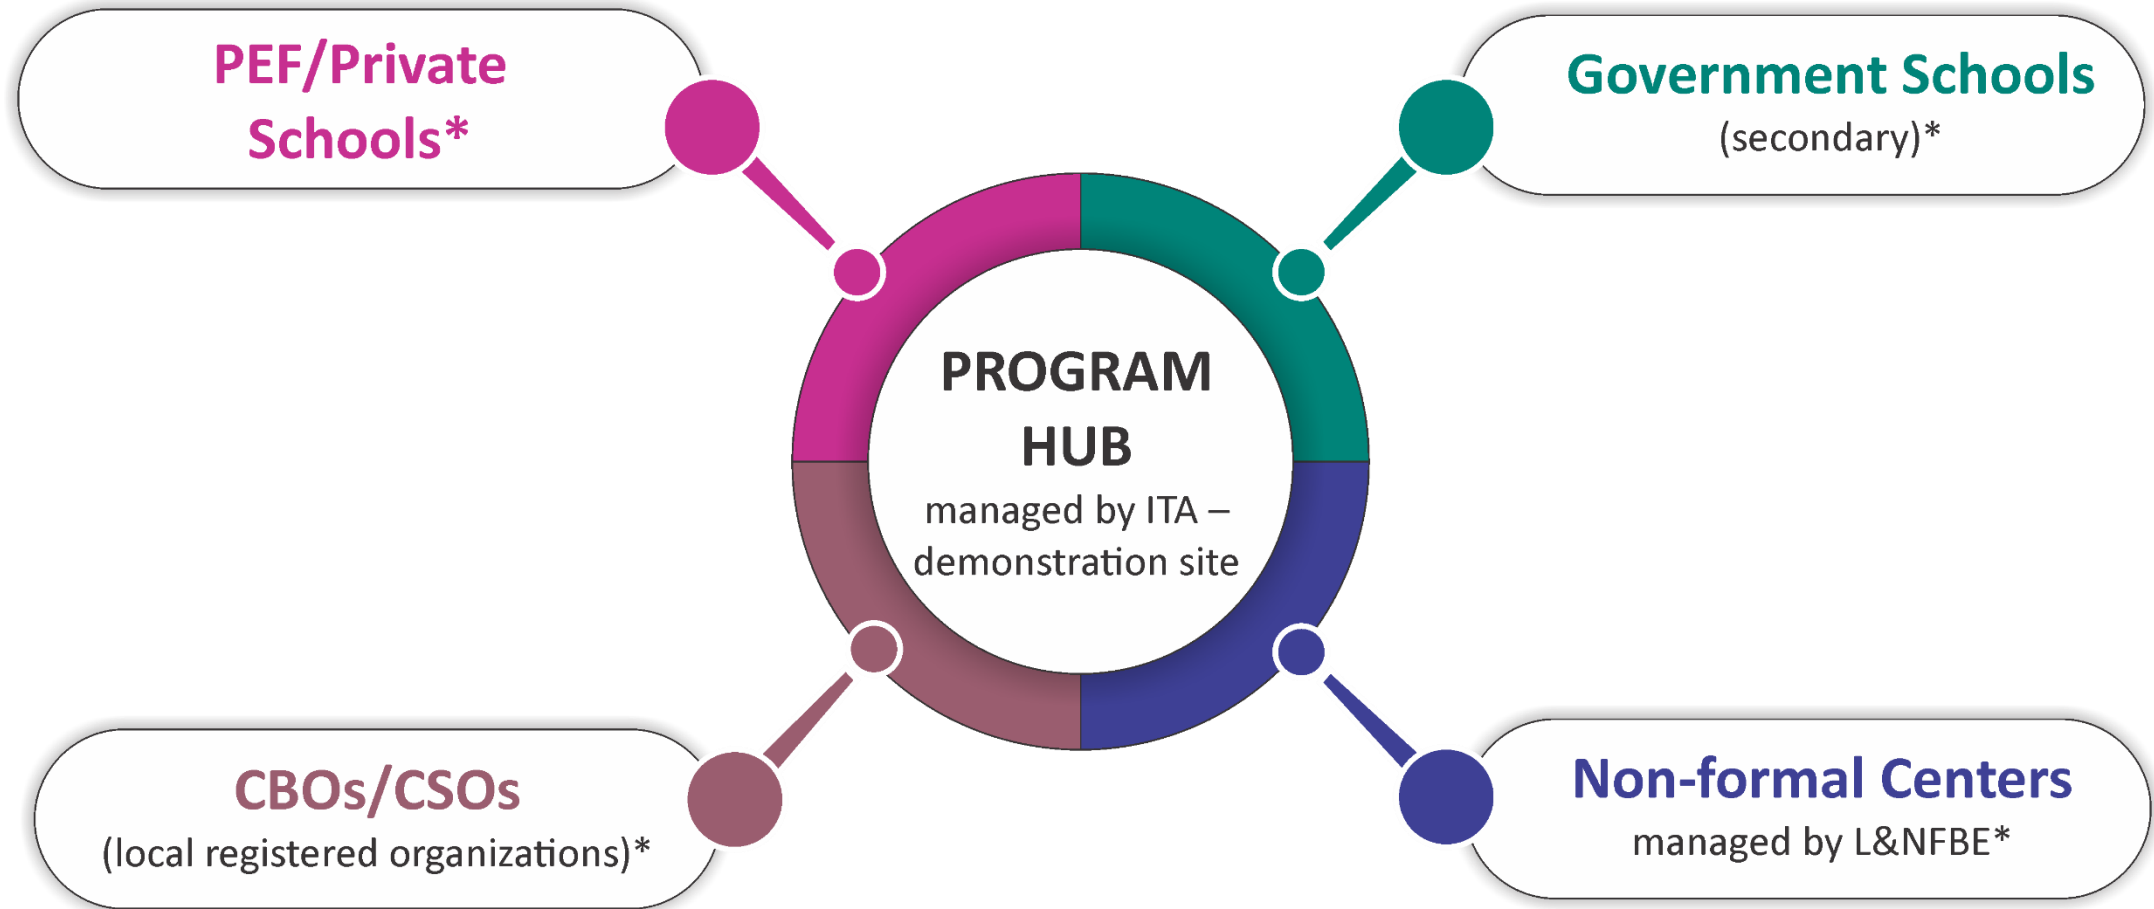 PEF/Private
Schools*
Government Schools
(secondary)*
PROGRAM
HUB
managed by ITA –
demonstration site
CBOs/CSOs
(local registered organizations)*
Non-formal Centers
managed by L&NFBE*